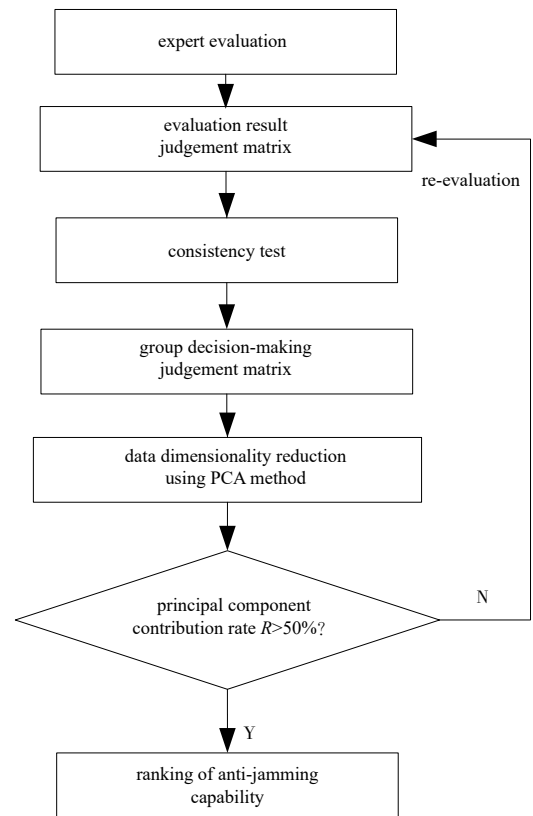 expert evaluation
evaluation result
judgement matrix
re-evaluation
consistency test
group decision-making
judgement matrix
data dimensionality reduction
using PCA method
principal component
contribution rate R>50%?
N
Y
ranking of anti-jamming
capability